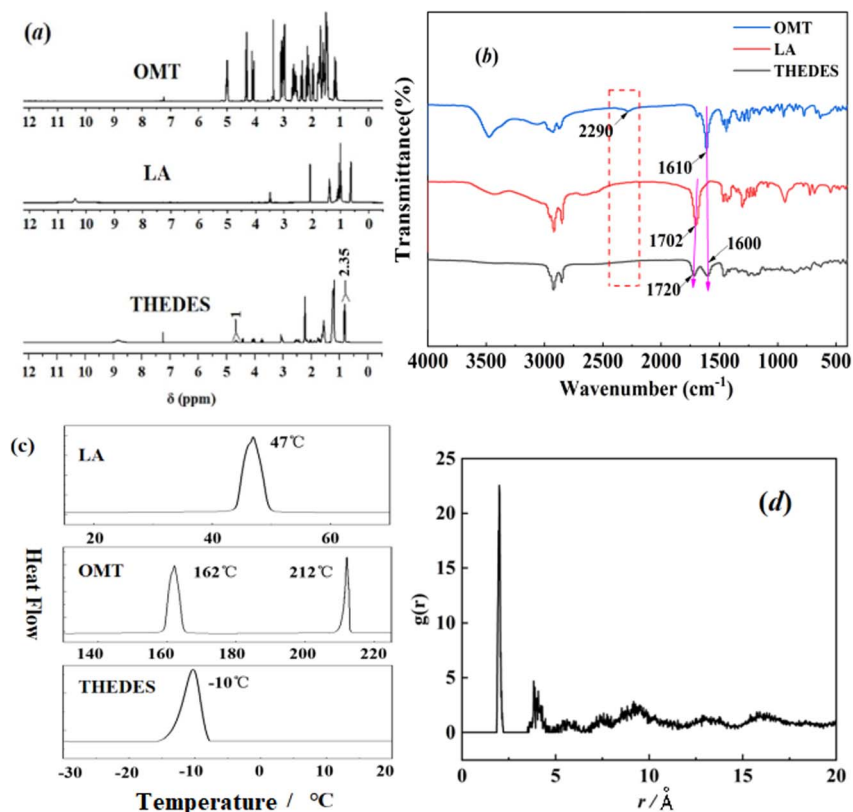 (a)
OMT
12 11 10 9 8 7 6 5 4 3 2 1 0
LA
12 11 10 9 8 7 6 5 4 3 2 1 0
THEDES
1
2.35
12 11 10 9 8 7 6 5 4 3 2 1 0
δ (ppm)
(b)
OMT
LA
THEDES
2290
1610
1702
1600
1720
Transmittance(%)
4000 3000 2000 1000
Wavenumber (cm-1)
(c)
LA
47℃
20 40 60
OMT
162℃
212℃
140 160 180 200 220
THEDES
-10℃
-30 -20 -10 0 10 20
Heat Flow
Temperature / °C
(d)
25
20
15
10
5
0
g(r)
0 5 10 15 20
r / Å